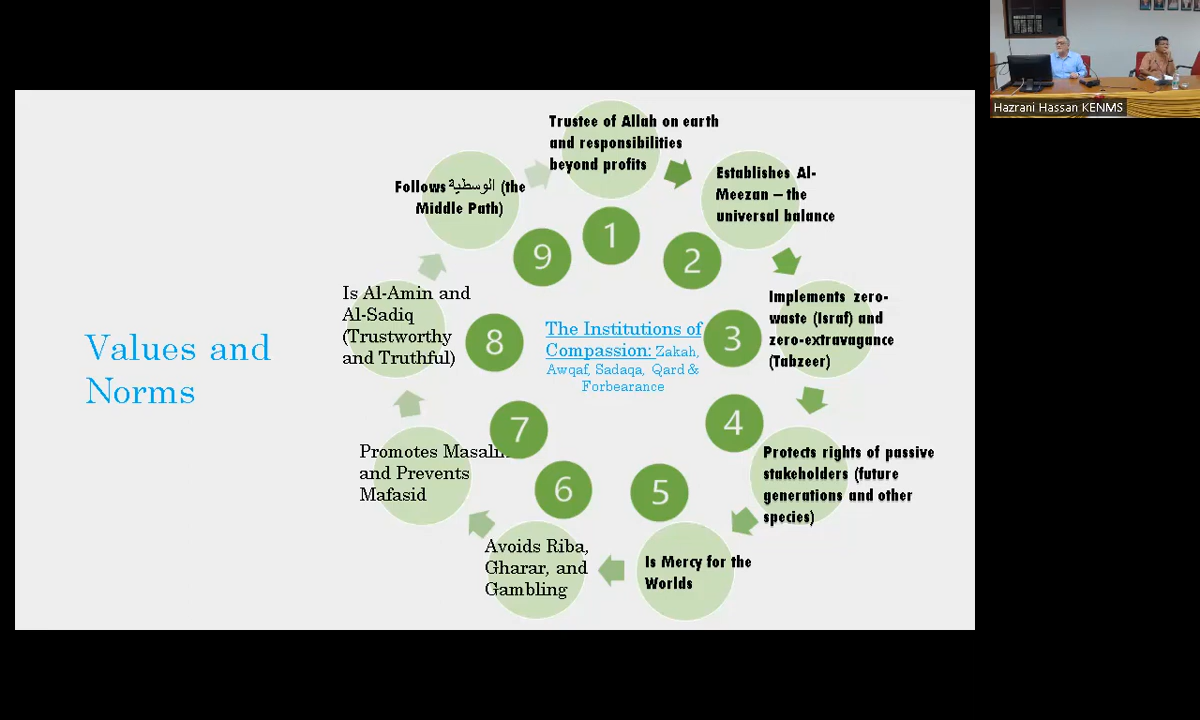 Values and
Norms
Trustee of Allah on earth
and responsibilities
beyond profits
Establishes Al-
Meezan – the
universal balance
Implements zero-
waste (Israf) and
zero-extravagance
(Tabzeer)
Protects rights of passive
stakeholders (future
generations and other
species)
Is Mercy for the
Worlds
Avoids Riba,
Gharar, and
Gambling
Promotes Masalih
and Prevents
Mafasid
Is Al-Amin and
Al-Sadiq
(Trustworthy
and Truthful)
Follows الوسطية (the
Middle Path)
1
2
3
4
5
6
7
8
9
The Institutions of
Compassion: Zakah,
Awqaf, Sadaqa, Qard &
Forbearance
Hazrani Hassan KENMS